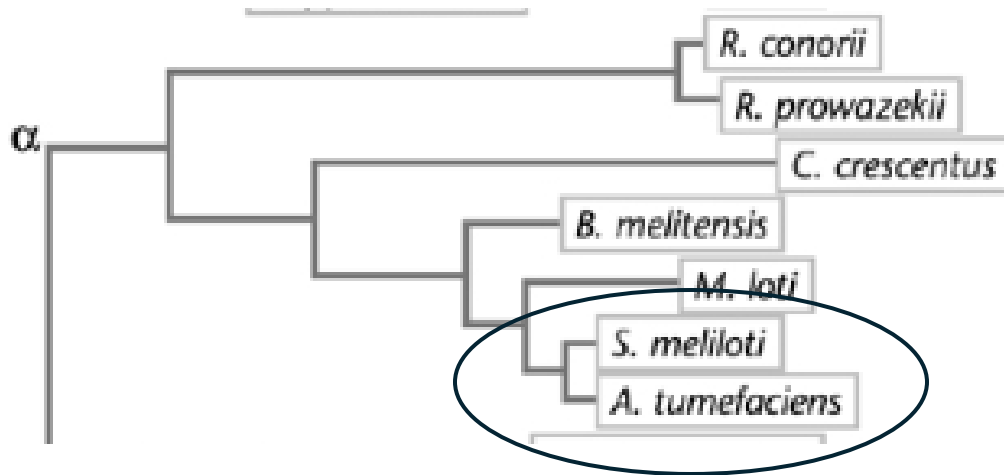 R. conorii
R. prowazekii
α
C. crescentus
B. melitensis
M. loti
S. meliloti
A. tumefaciens